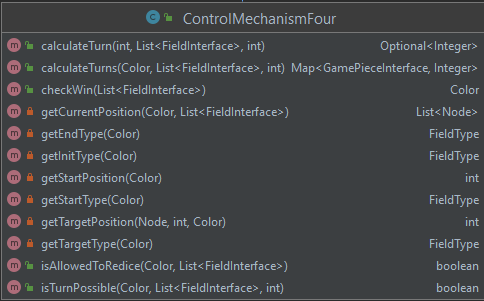 ControlMechanismFour
calculateTurn(int, List<FieldInterface>, int) Optional<Integer>
calculateTurns(Color, List<FieldInterface>, int) Map<GamePieceInterface, Integer>
checkWin(List<FieldInterface>) Color
getCurrentPosition(Color, List<FieldInterface>) List<Node>
getEndType(Color) FieldType
getInitType(Color) FieldType
getStartPosition(Color) int
getStartType(Color) FieldType
getTargetPosition(Node, int, Color) int
getTargetType(Color) FieldType
isAllowedToRedice(Color, List<FieldInterface>) boolean
isTurnPossible(Color, List<FieldInterface>, int) boolean